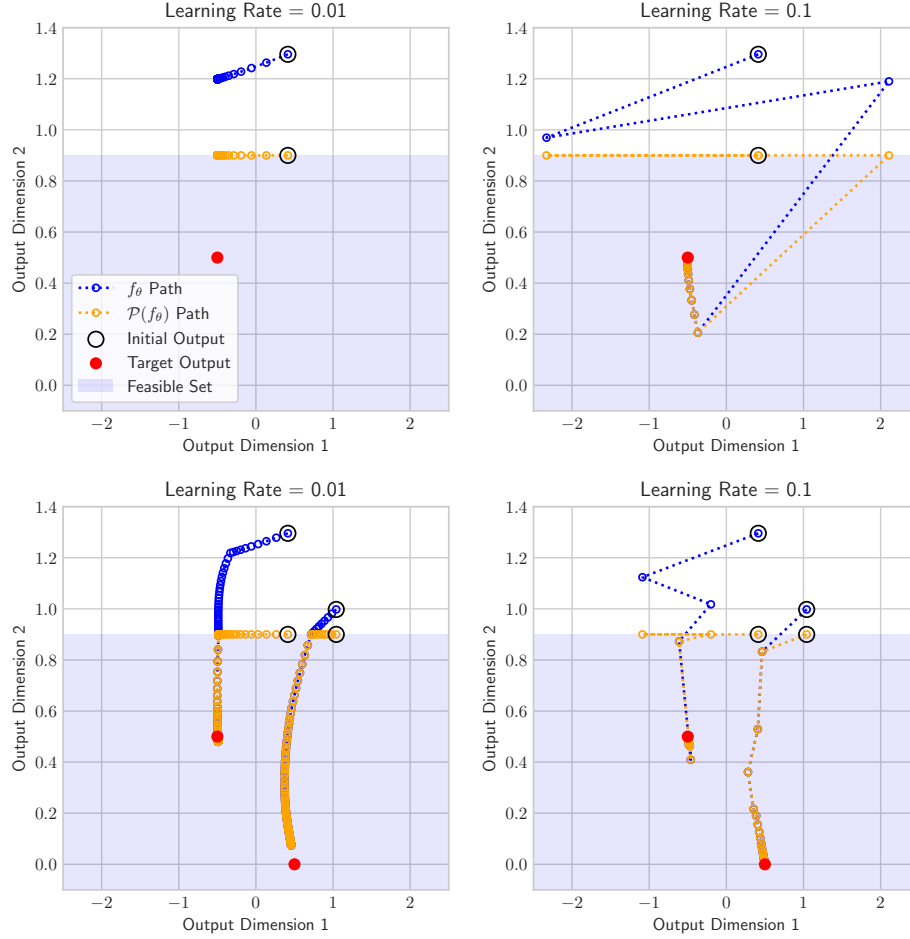 Learning Rate = 0.01
1.4
1.2
1.0
0.8
0.6
0.4
0.2
0.0
Output Dimension 2
−2 −1 0 1 2
Output Dimension 1
f_θ Path
P(f_θ) Path
Initial Output
Target Output
Feasible Set
Learning Rate = 0.1
1.4
1.2
1.0
0.8
0.6
0.4
0.2
0.0
Output Dimension 2
−2 −1 0 1 2
Output Dimension 1
Learning Rate = 0.01
1.4
1.2
1.0
0.8
0.6
0.4
0.2
0.0
Output Dimension 2
−2 −1 0 1 2
Output Dimension 1
Learning Rate = 0.1
1.4
1.2
1.0
0.8
0.6
0.4
0.2
0.0
Output Dimension 2
−2 −1 0 1 2
Output Dimension 1